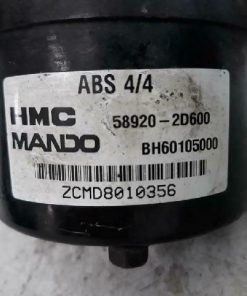 ABS 4/4
HMC 58920-2D600
MANDO BH60105000
ZCMD8010356